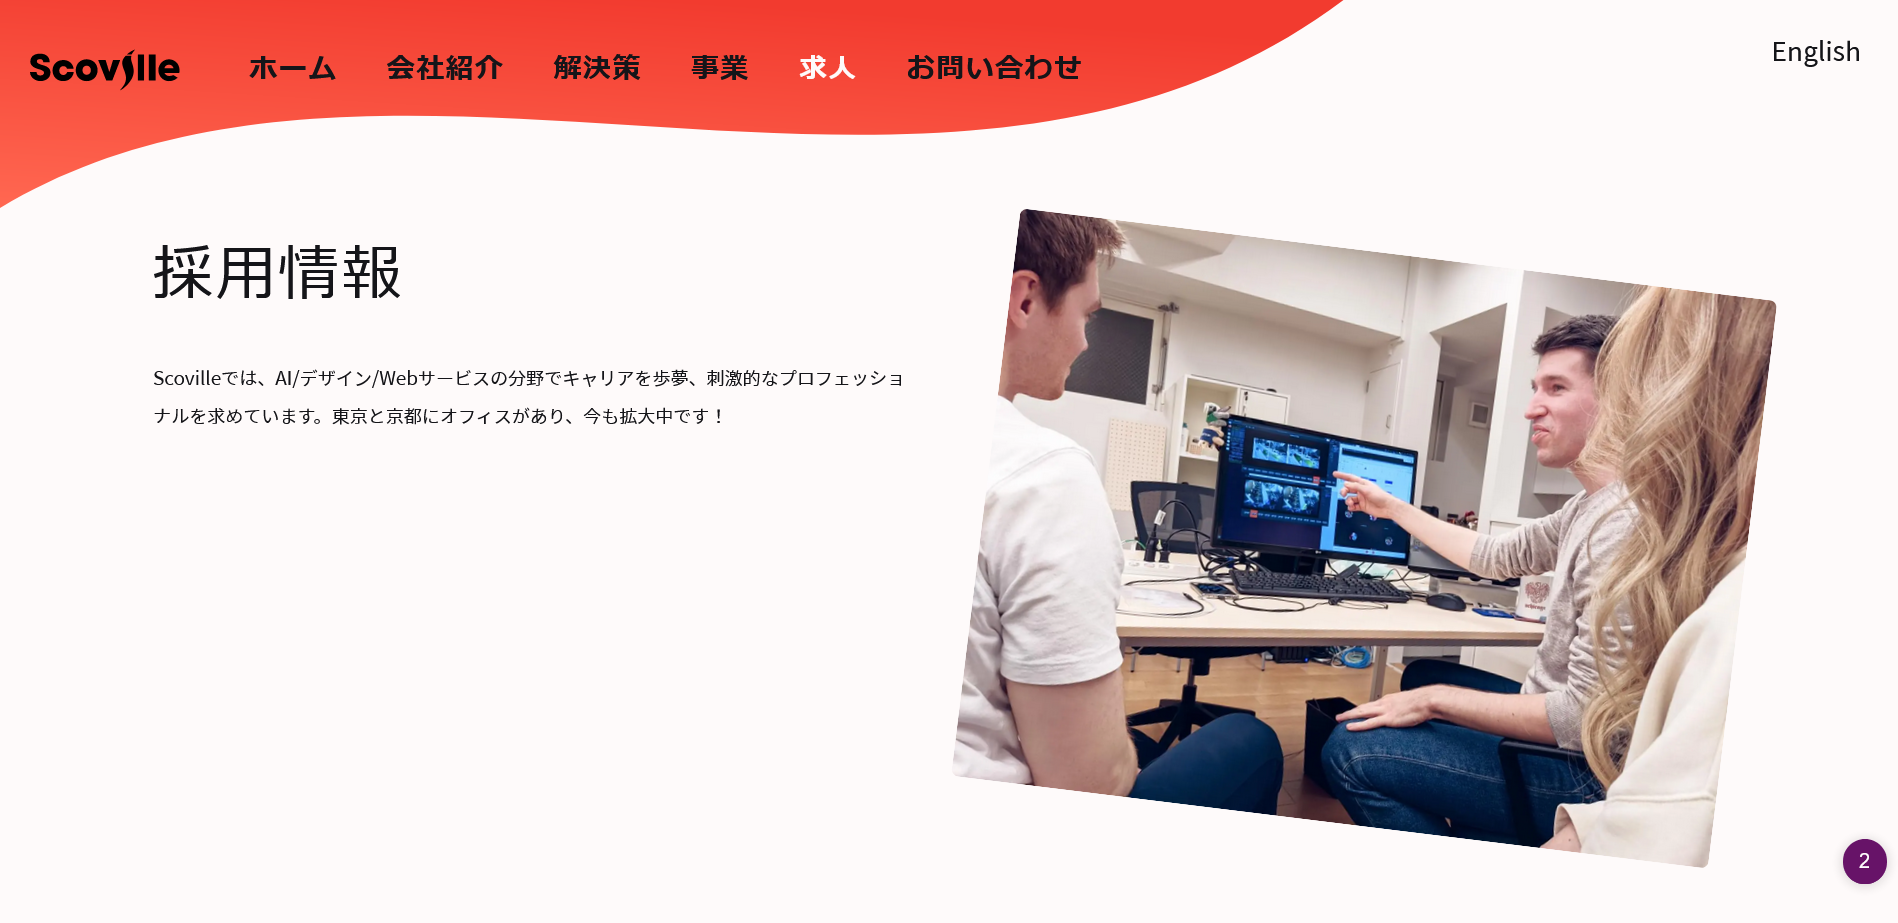 Scoville
ホーム 会社紹介 解決策 事業 求人 お問い合わせ
English
採用情報
Scovilleでは、AI/デザイン/Webサービスの分野でキャリアを歩夢、刺激的なプロフェッショ
ナルを求めています。東京と京都にオフィスがあり、今も拡大中です！
2